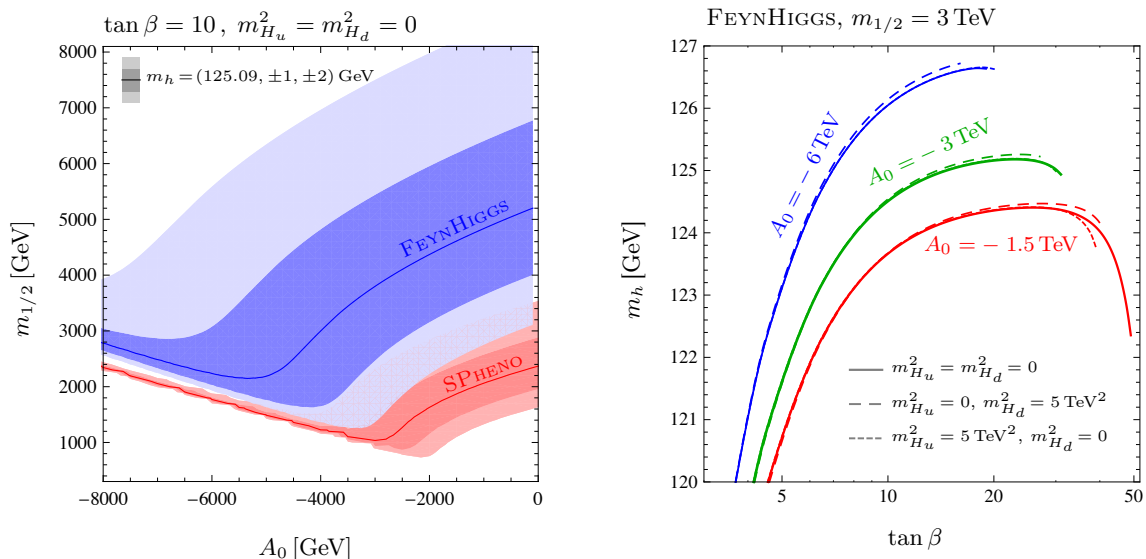 tan β = 10 , m²_{H_u} = m²_{H_d} = 0
m_h = (125.09, ±1, ±2) GeV
8000
7000
6000
5000
4000
3000
2000
1000
m_{1/2} [GeV]
FEYNHIGGS
SPHENO
−8000 −6000 −4000 −2000 0
A_0 [GeV]
FEYNHIGGS, m_{1/2} = 3 TeV
127
126
125
124
123
122
121
120
m_h [GeV]
A_0 = − 6 TeV
A_0 = − 3 TeV
A_0 = − 1.5 TeV
m²_{H_u} = m²_{H_d} = 0
m²_{H_u} = 0, m²_{H_d} = 5 TeV²
m²_{H_u} = 5 TeV², m²_{H_d} = 0
5 10 20 50
tan β